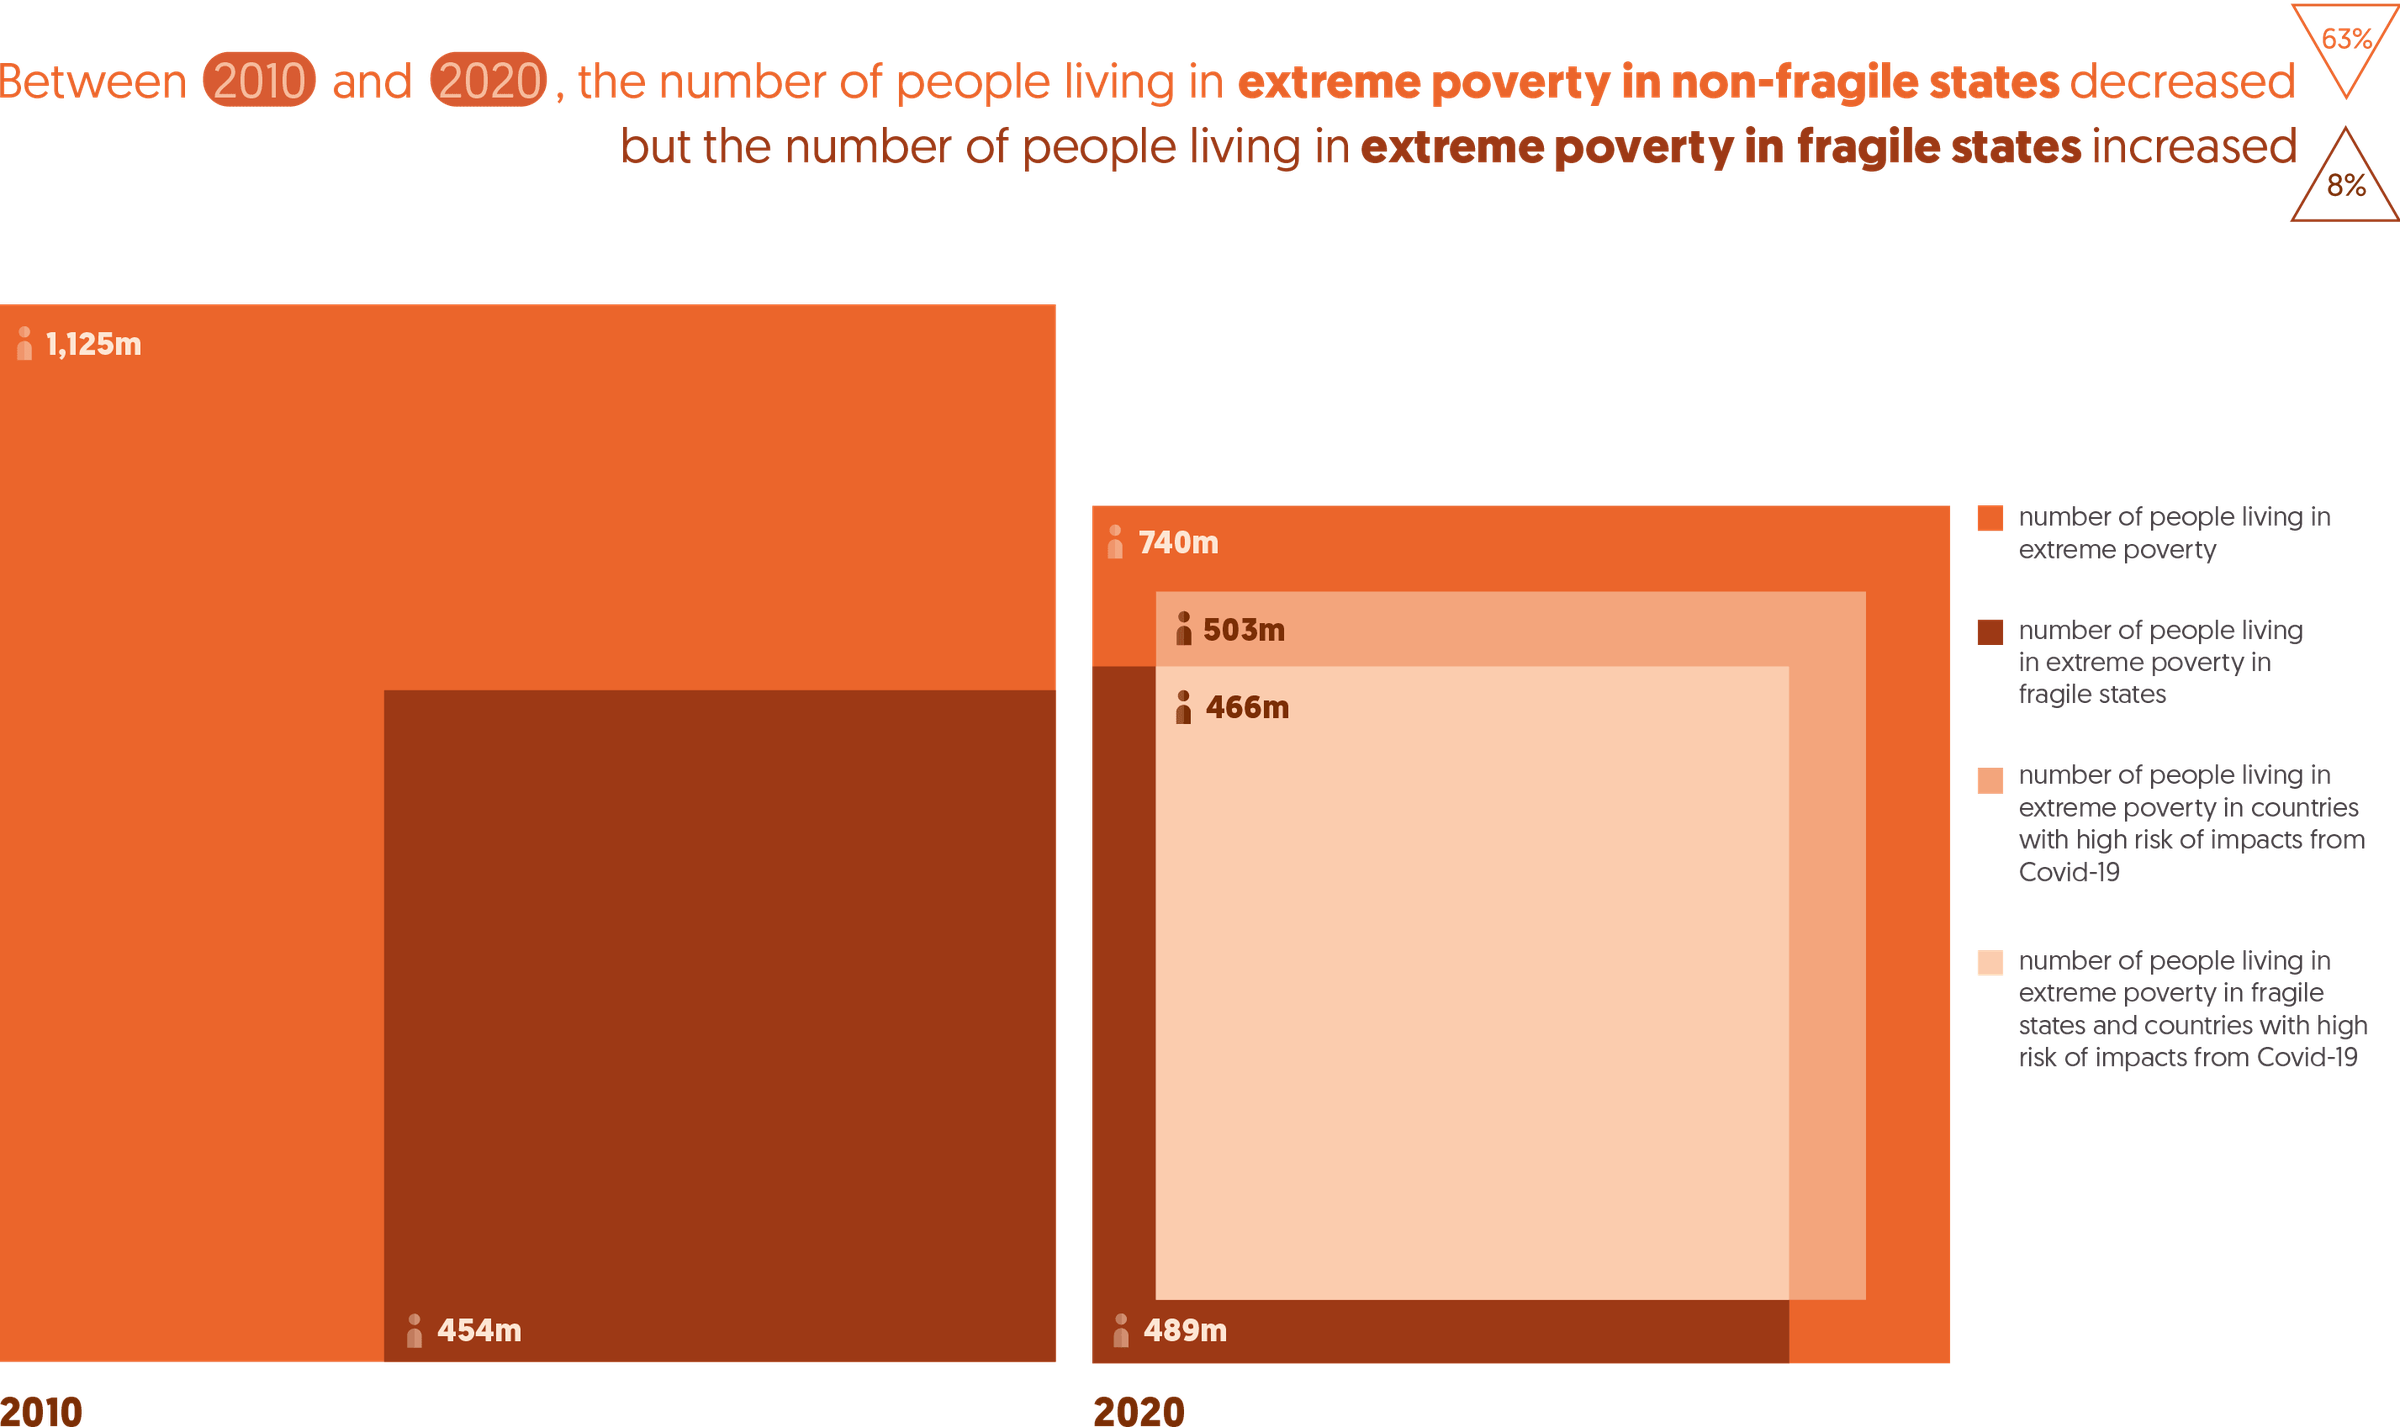 Between 2010 and 2020, the number of people living in extreme poverty in non-fragile states decreased 63%
but the number of people living in extreme poverty in fragile states increased 8%
1,125m
454m
2010
740m
503m
466m
489m
2020
number of people living in
extreme poverty
number of people living
in extreme poverty in
fragile states
number of people living in
extreme poverty in countries
with high risk of impacts from
Covid-19
number of people living in
extreme poverty in fragile
states and countries with high
risk of impacts from Covid-19